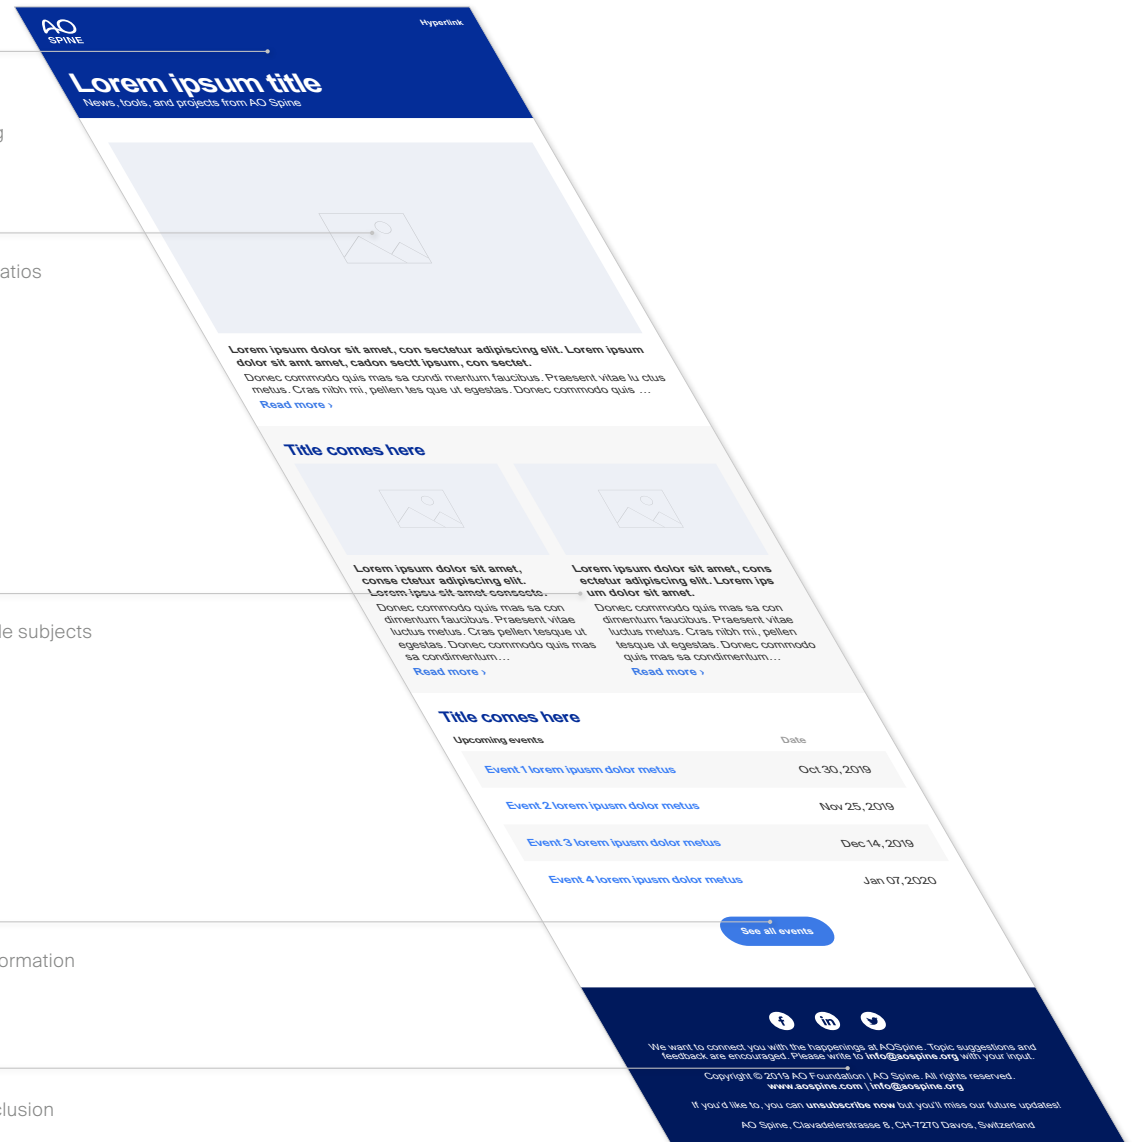 AO
SPINE
Hyperlink
Lorem ipsum title
News, tools, and projects from AO Spine
Lorem ipsum dolor sit amet, con sectetur adipiscing elit. Lorem ipsum
dolor sit amt amet, cadon sectt ipsum, con sectet.
Donec commodo quis mas sa condi mentum faucibus. Praesent vitae lu ctus
metus. Cras nibh mi, pellen tes que ut egestas. Donec commodo quis …
Read more ›
Title comes here
Lorem ipsum dolor sit amet,
conse ctetur adipiscing elit.
Lorem ipsu sit amet consecte.
Donec commodo quis mas sa con
dimentum faucibus. Praesent vitae
luctus metus. Cras pellen tesque ut
egestas. Donec commodo quis mas
sa condimentum…
Read more ›
Lorem ipsum dolor sit amet, cons
ectetur adipiscing elit. Lorem ips
um dolor sit amet.
Donec commodo quis mas sa con
dimentum faucibus. Praesent vitae
luctus metus. Cras nibh mi, pellen
tesque ut egestas. Donec commodo
quis mas sa condimentum…
Read more ›
Title comes here
Upcoming events Date
Event 1 lorem ipusm dolor metus Oct 30, 2019
Event 2 lorem ipusm dolor metus Nov 25, 2019
Event 3 lorem ipusm dolor metus Dec 14, 2019
Event 4 lorem ipusm dolor metus Jan 07, 2020
See all events
We want to connect you with the happenings at AOSpine. Topic suggestions and
feedback are encouraged. Please write to info@aospine.org with your input.
Copyright © 2019 AO Foundation | AO Spine. All rights reserved.
www.aospine.com | info@aospine.org
If you'd like to, you can unsubscribe now but you'll miss our future updates!
AO Spine, Clavadelerstrasse 8, CH-7270 Davos, Switzerland
g
atios
le subjects
ormation
clusion